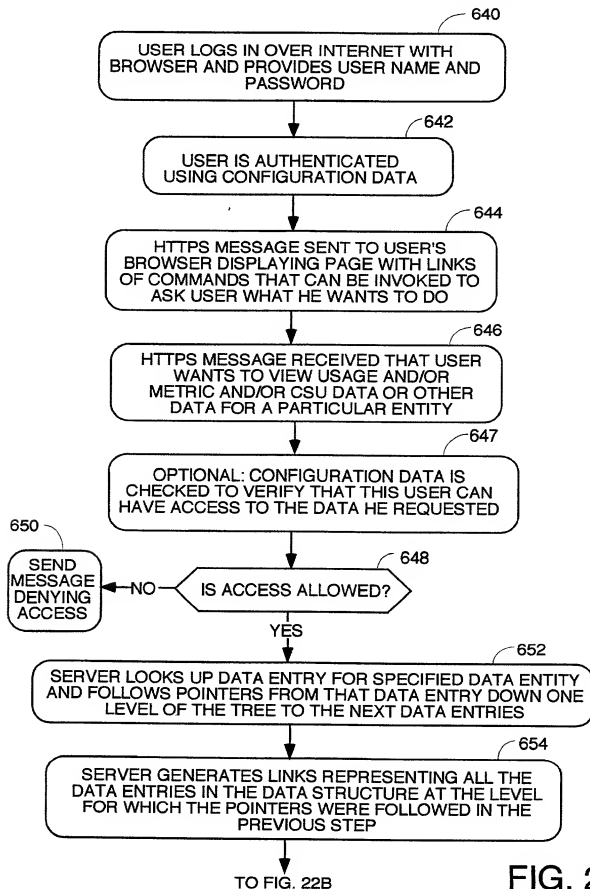 640
USER LOGS IN OVER INTERNET WITH
BROWSER AND PROVIDES USER NAME AND
PASSWORD
642
USER IS AUTHENTICATED
USING CONFIGURATION DATA
644
HTTPS MESSAGE SENT TO USER'S
BROWSER DISPLAYING PAGE WITH LINKS
OF COMMANDS THAT CAN BE INVOKED TO
ASK USER WHAT HE WANTS TO DO
646
HTTPS MESSAGE RECEIVED THAT USER
WANTS TO VIEW USAGE AND/OR
METRIC AND/OR CSU DATA OR OTHER
DATA FOR A PARTICULAR ENTITY
647
OPTIONAL: CONFIGURATION DATA IS
CHECKED TO VERIFY THAT THIS USER CAN
HAVE ACCESS TO THE DATA HE REQUESTED
650
SEND
MESSAGE
DENYING
ACCESS
NO
648
IS ACCESS ALLOWED?
YES
652
SERVER LOOKS UP DATA ENTRY FOR SPECIFIED DATA ENTITY
AND FOLLOWS POINTERS FROM THAT DATA ENTRY DOWN ONE
LEVEL OF THE TREE TO THE NEXT DATA ENTRIES
654
SERVER GENERATES LINKS REPRESENTING ALL THE
DATA ENTRIES IN THE DATA STRUCTURE AT THE LEVEL
FOR WHICH THE POINTERS WERE FOLLOWED IN THE
PREVIOUS STEP
TO FIG. 22B
FIG.